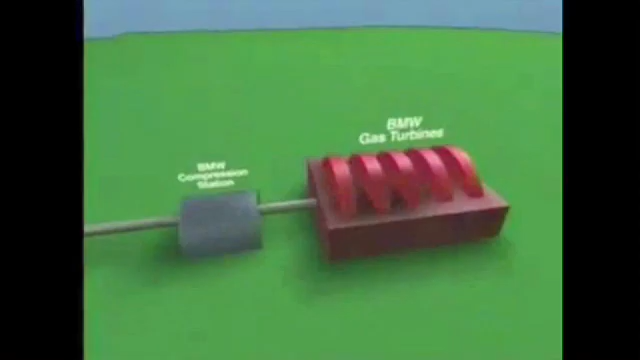 BMW
Gas Turbines
BMW
Compression
Station